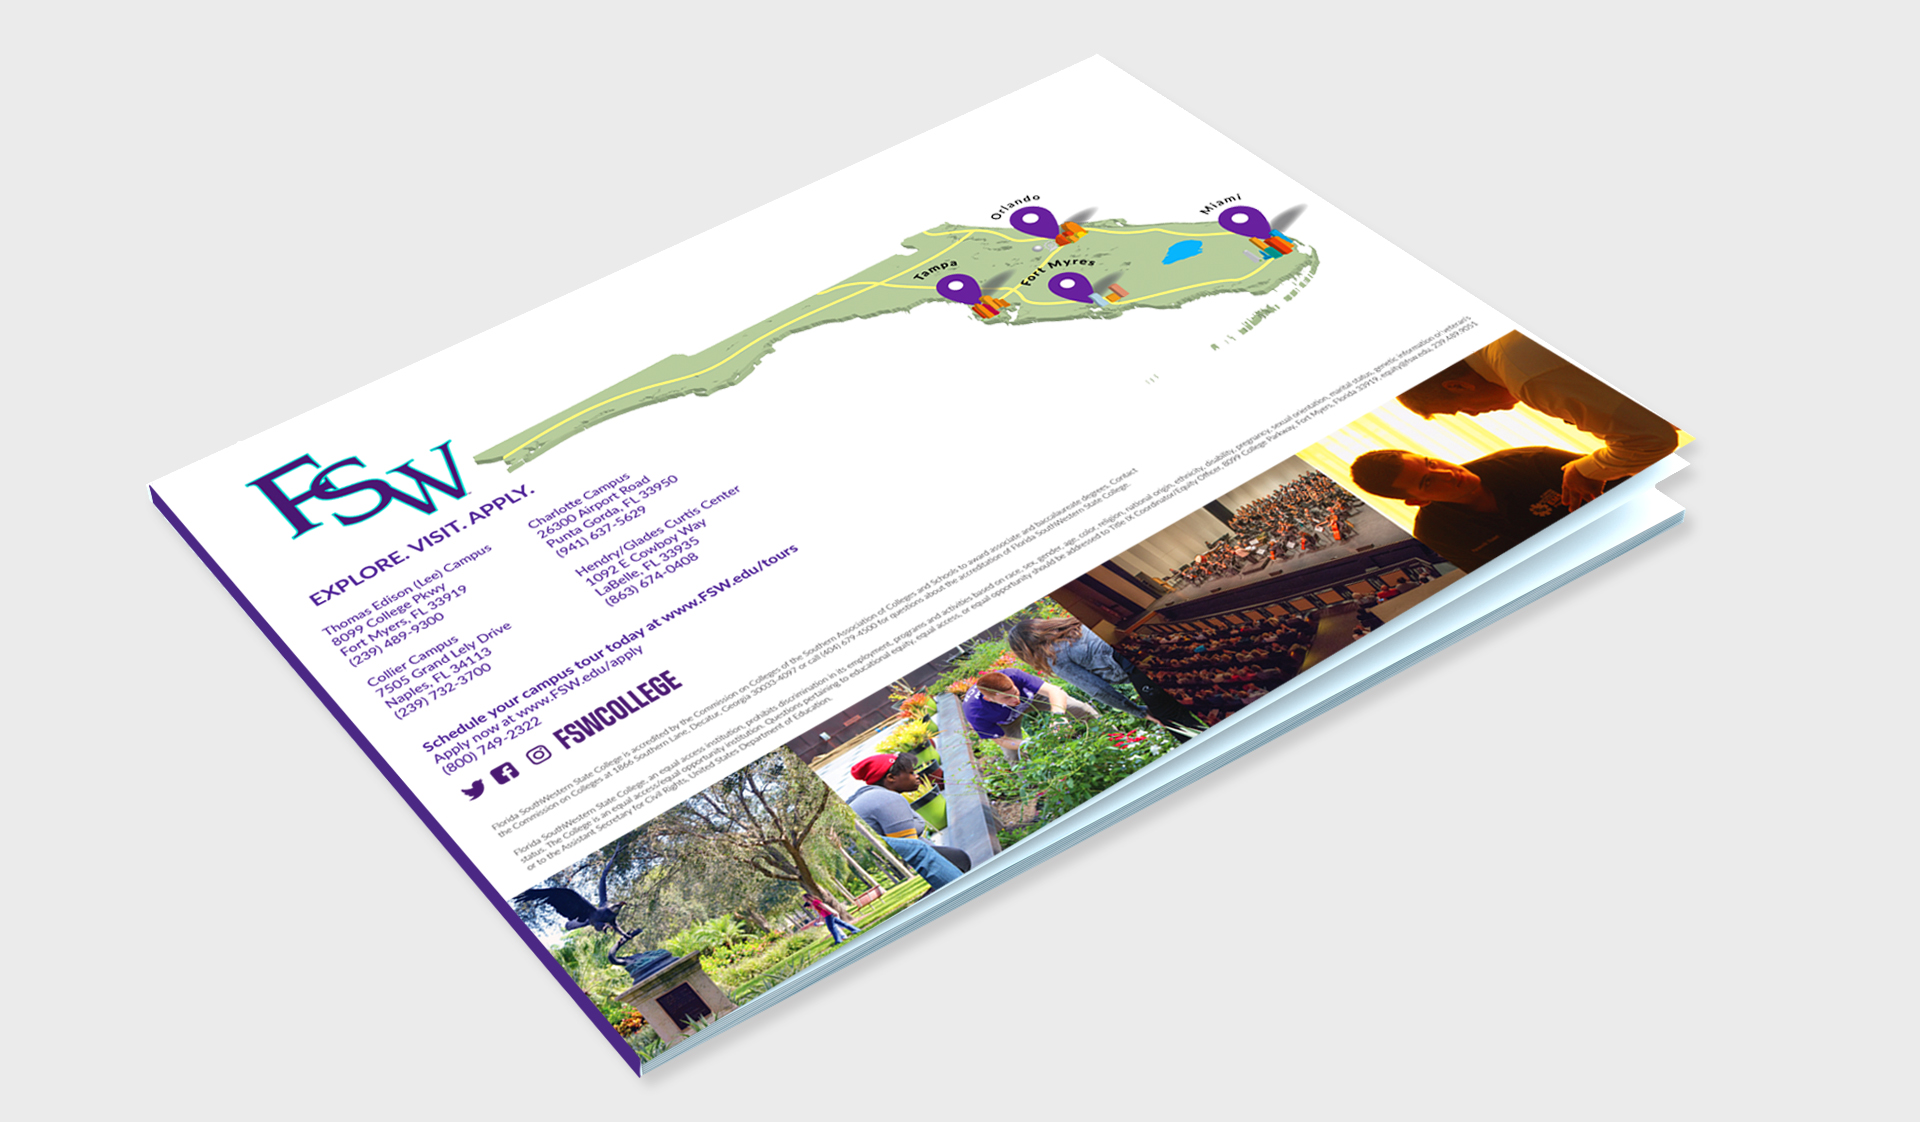 Orlando
Miami
Tampa
Fort Myres
FSW
EXPLORE. VISIT. APPLY.
Thomas Edison (Lee) Campus
8099 College Pkwy
Fort Myers, FL 33919
(239) 489-9300
Collier Campus
7505 Grand Lely Drive
Naples, FL 34113
(239) 732-3700
Charlotte Campus
26300 Airport Road
Punta Gorda, FL 33950
(941) 637-5629
Hendry/Glades Curtis Center
1092 E Cowboy Way
LaBelle, FL 33935
(863) 674-0408
Schedule your campus tour today at www.FSW.edu/tours
Apply now at www.FSW.edu/apply
(800) 749-2322
FSWCOLLEGE
Florida SouthWestern State College is accredited by the Commission on Colleges of the Southern Association of Colleges and Schools to award associate and baccalaureate degrees. Contact
the Commission on Colleges at 1866 Southern Lane, Decatur, Georgia 30033-4097 or call (404) 679-4500 for questions about the accreditation of Florida SouthWestern State College.
Florida SouthWestern State College, an equal access institution, prohibits discrimination in its employment, programs and activities based on race, sex, gender, age, color, religion, national origin, ethnicity, disability, pregnancy, sexual orientation, marital status, genetic information or veteran's
status. The College is an equal access/equal opportunity institution. Questions pertaining to educational equity, equal access, or equal opportunity should be addressed to Title IX Coordinator/Equity Officer, 8099 College Parkway, Fort Myers, Florida 33919, equity@fsw.edu, 239.489.9051
or to the Assistant Secretary for Civil Rights, United States Department of Education.